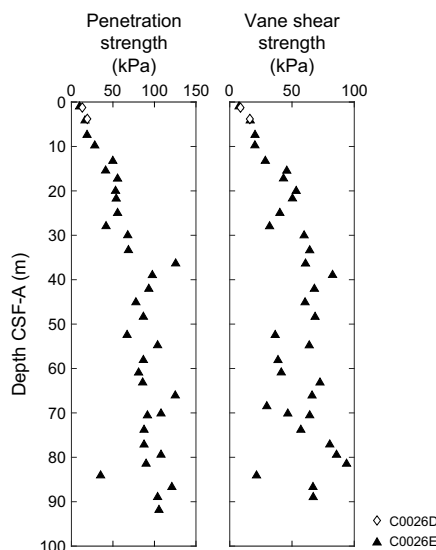 Penetration
strength
(kPa)
Vane shear
strength
(kPa)
0 50 100 150
0 50 100
0
10
20
30
40
50
60
70
80
90
100
Depth CSF-A (m)
C0026D
C0026E